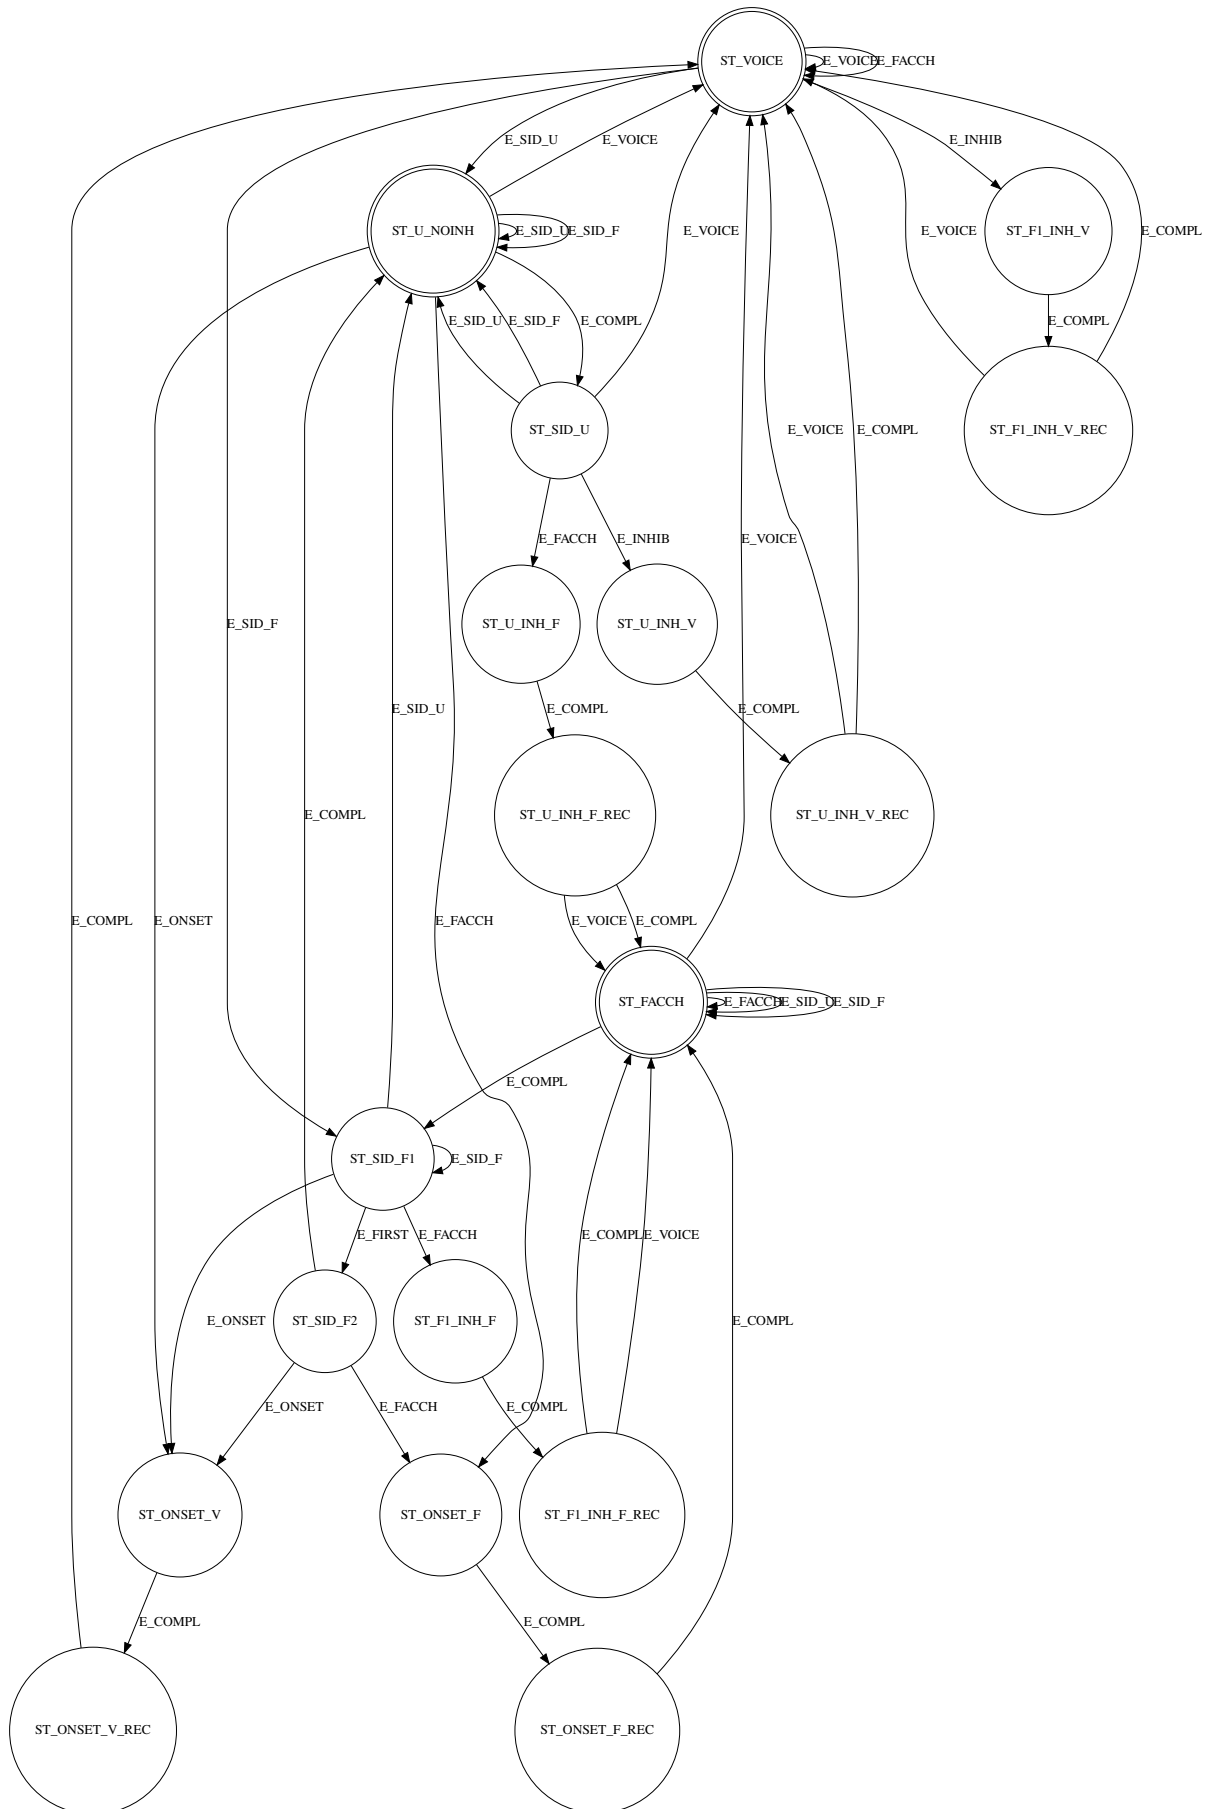 ST_VOICE
E_VOICE
E_FACCH
E_SID_U
E_VOICE
E_INHIB
ST_U_NOINH
E_SID_U
E_SID_F
E_VOICE
E_VOICE
ST_F1_INH_V
E_COMPL
E_SID_U
E_SID_F
E_COMPL
E_COMPL
ST_SID_U
E_VOICE
E_COMPL
ST_F1_INH_V_REC
E_FACCH
E_INHIB
E_VOICE
E_SID_F
ST_U_INH_F
ST_U_INH_V
E_SID_U
E_COMPL
E_COMPL
E_COMPL
ST_U_INH_F_REC
ST_U_INH_V_REC
E_COMPL
E_ONSET
E_FACCH
E_VOICE
E_COMPL
ST_FACCH
E_FACCH
E_SID_U
E_SID_F
E_COMPL
ST_SID_F1
E_SID_F
E_FIRST
E_FACCH
E_COMPL
E_VOICE
E_ONSET
ST_SID_F2
ST_F1_INH_F
E_COMPL
E_ONSET
E_FACCH
E_COMPL
ST_ONSET_V
ST_ONSET_F
ST_F1_INH_F_REC
E_COMPL
E_COMPL
ST_ONSET_V_REC
ST_ONSET_F_REC